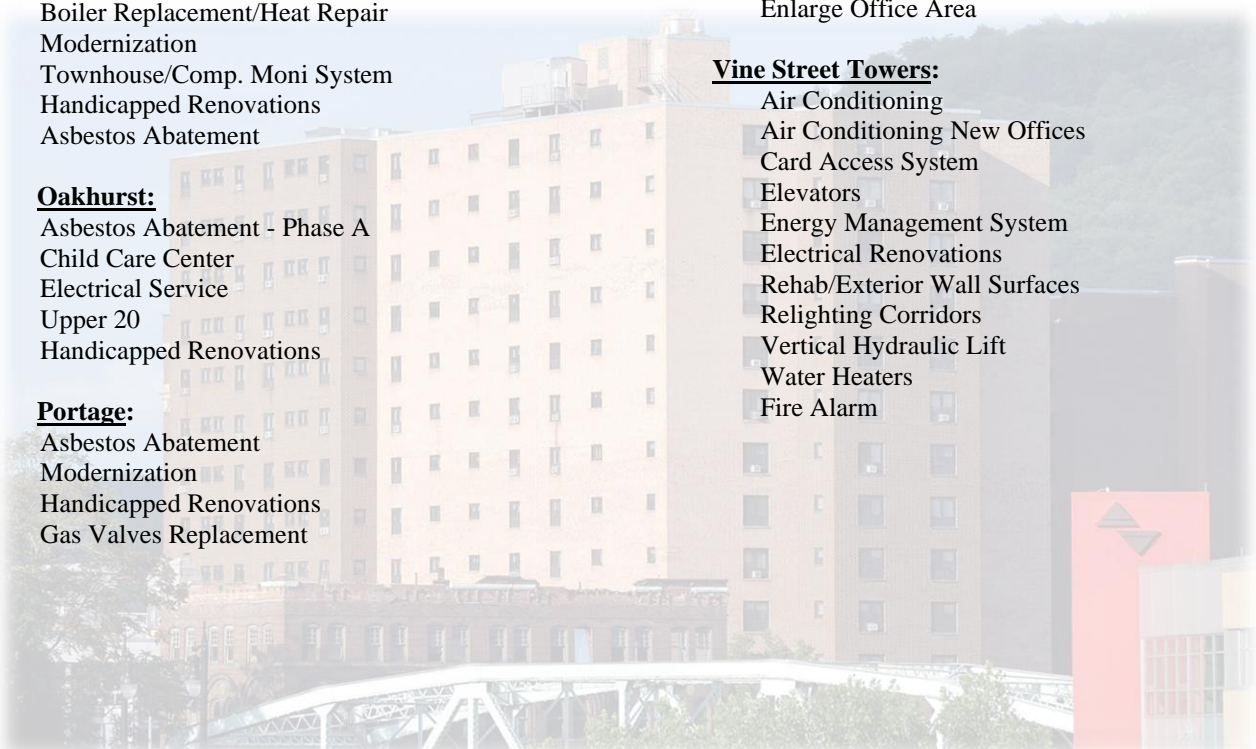 Boiler Replacement/Heat Repair
Modernization
Townhouse/Comp. Moni System
Handicapped Renovations
Asbestos Abatement
Oakhurst:
Asbestos Abatement - Phase A
Child Care Center
Electrical Service
Upper 20
Handicapped Renovations
Portage:
Asbestos Abatement
Modernization
Handicapped Renovations
Gas Valves Replacement
Enlarge Office Area
Vine Street Towers:
Air Conditioning
Air Conditioning New Offices
Card Access System
Elevators
Energy Management System
Electrical Renovations
Rehab/Exterior Wall Surfaces
Relighting Corridors
Vertical Hydraulic Lift
Water Heaters
Fire Alarm